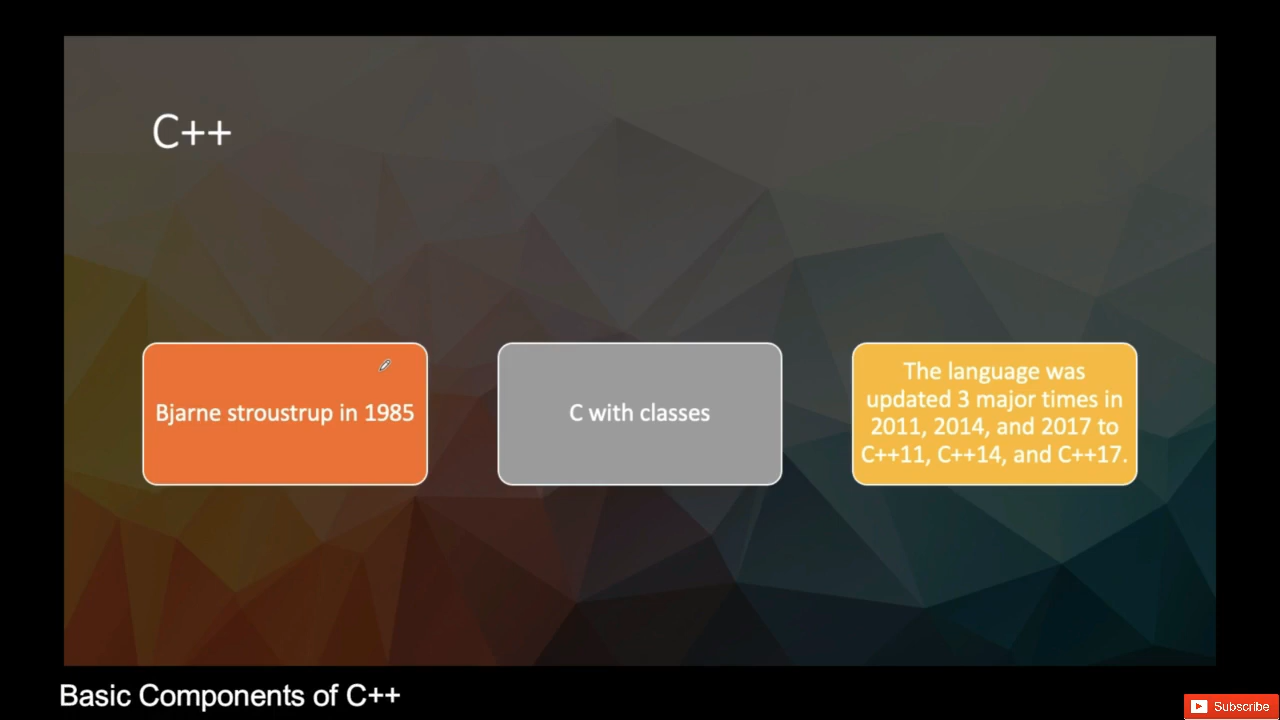 C++
Bjarne stroustrup in 1985
C with classes
The language was
updated 3 major times in
2011, 2014, and 2017 to
C++11, C++14, and C++17.
Basic Components of C++
Subscribe